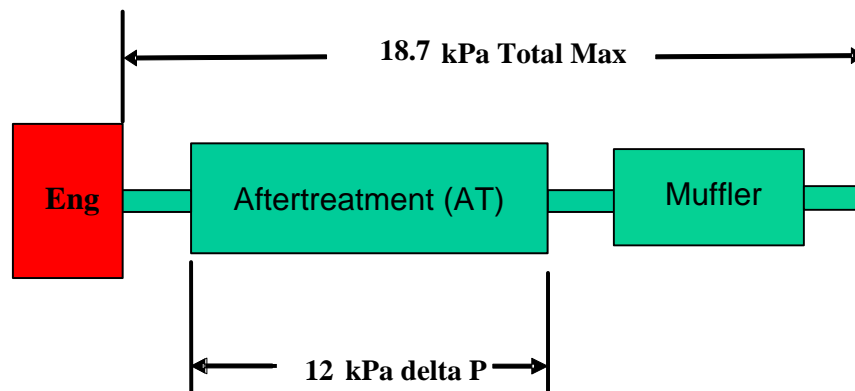 18.7 kPa Total Max
Eng
Aftertreatment (AT)
Muffler
12 kPa delta P